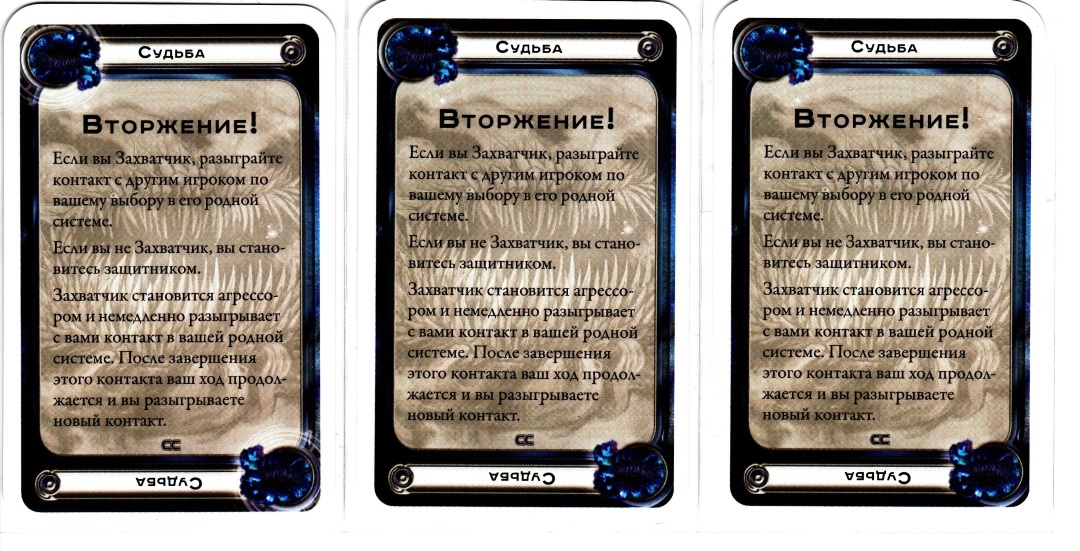 Судьба
Вторжение!
Если вы Захватчик, разыграйте
контакт с другим игроком по
вашему выбору в его родной
системе.
Если вы не Захватчик, вы стано-
витесь защитником.
Захватчик становится агрессо-
ром и немедленно разыгрывает
с вами контакт в вашей родной
системе. После завершения
этого контакта ваш ход продол-
жается и вы разыгрываете
новый контакт.
CC
Судьба
Судьба
Вторжение!
Если вы Захватчик, разыграйте
контакт с другим игроком по
вашему выбору в его родной
системе.
Если вы не Захватчик, вы стано-
витесь защитником.
Захватчик становится агрессо-
ром и немедленно разыгрывает
с вами контакт в вашей родной
системе. После завершения
этого контакта ваш ход продол-
жается и вы разыгрываете
новый контакт.
CC
Судьба
Судьба
Вторжение!
Если вы Захватчик, разыграйте
контакт с другим игроком по
вашему выбору в его родной
системе.
Если вы не Захватчик, вы стано-
витесь защитником.
Захватчик становится агрессо-
ром и немедленно разыгрывает
с вами контакт в вашей родной
системе. После завершения
этого контакта ваш ход продол-
жается и вы разыгрываете
новый контакт.
CC
Судьба